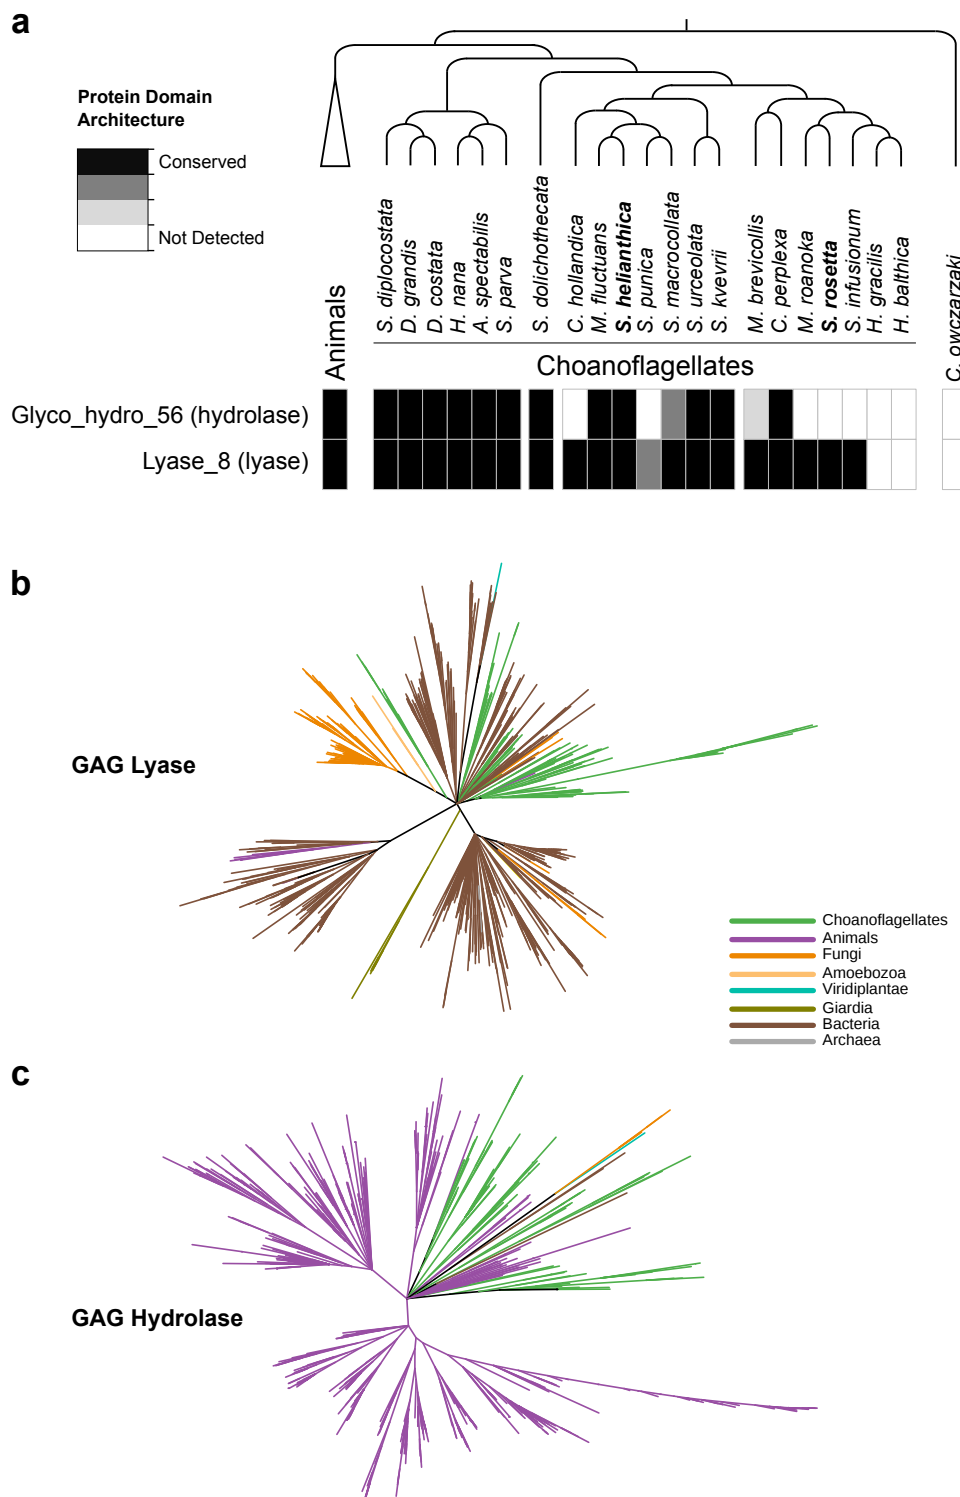 a
Protein Domain
Architecture
Conserved
Not Detected
Animals
S. diplocostata
D. grandis
D. costata
H. nana
A. spectabilis
S. parva
S. dolichothecata
C. hollandica
M. fluctuans
S. helianthica
S. punica
S. macrocollata
S. urceolata
S. kvevrii
M. brevicollis
C. perplexa
M. roanoka
S. rosetta
S. infusionum
H. gracilis
H. balthica
C. owczarzaki
Choanoflagellates
Glyco_hydro_56 (hydrolase)
Lyase_8 (lyase)
b
GAG Lyase
Choanoflagellates
Animals
Fungi
Amoebozoa
Viridiplantae
Giardia
Bacteria
Archaea
c
GAG Hydrolase